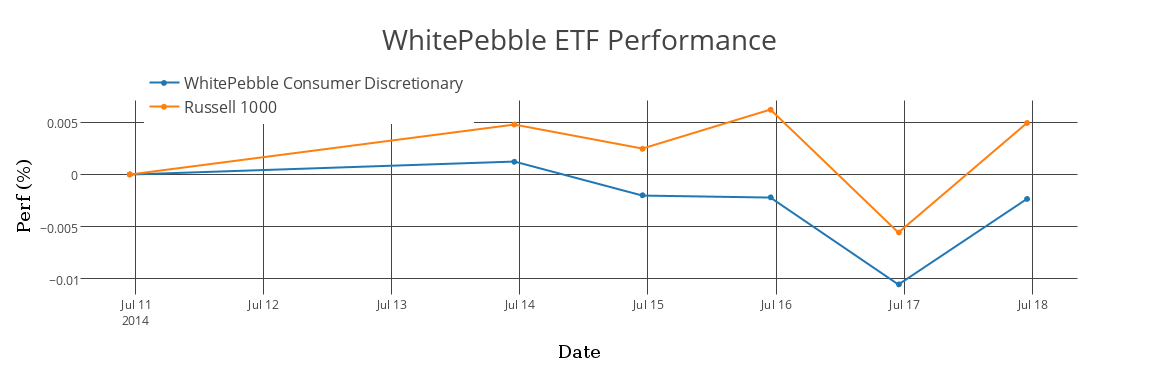 WhitePebble ETF Performance
WhitePebble Consumer Discretionary
Russell 1000
0.005
0
−0.005
−0.01
Perf (%)
Jul 11 Jul 12 Jul 13 Jul 14 Jul 15 Jul 16 Jul 17 Jul 18
2014
Date